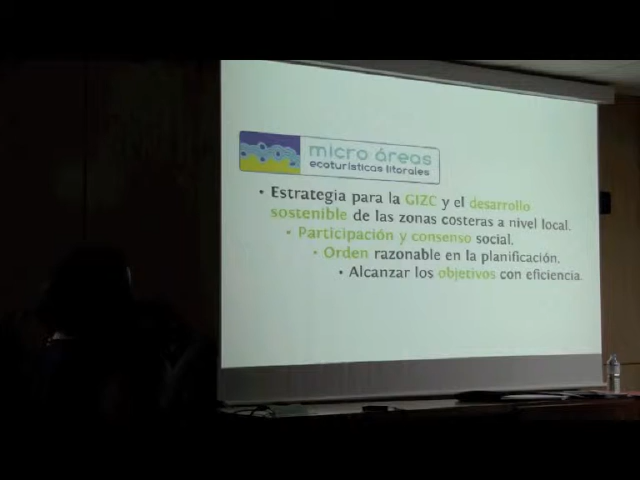 micro áreas
ecoturísticas litorales
• Estrategia para la GIZC y el desarrollo
sostenible de las zonas costeras a nivel local.
• Participación y consenso social.
• Orden razonable en la planificación.
• Alcanzar los objetivos con eficiencia.